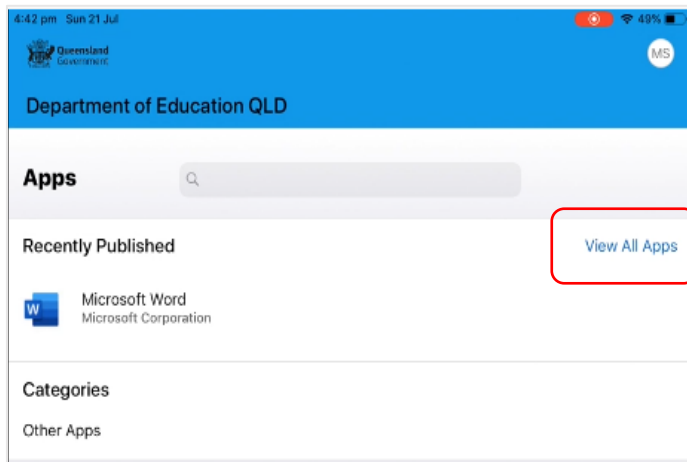 4:42 pm Sun 21 Jul
49%
Queensland
Government
MS
Department of Education QLD
Apps
Recently Published
View All Apps
W
Microsoft Word
Microsoft Corporation
Categories
Other Apps